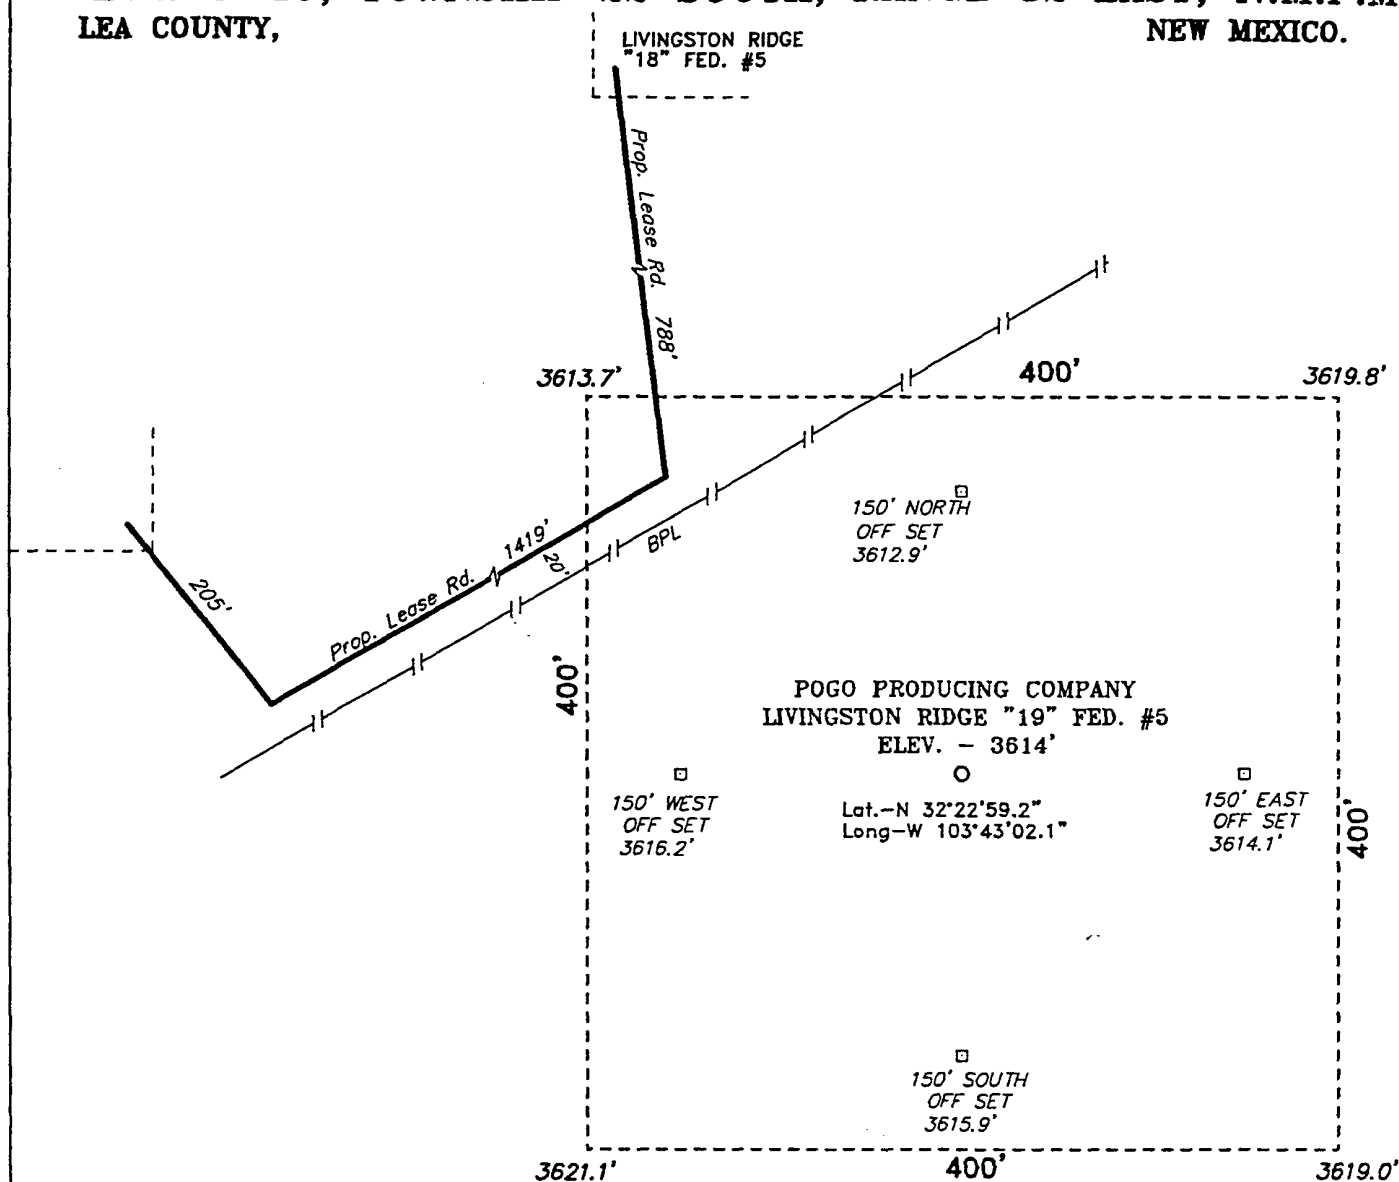 LEA COUNTY, NEW MEXICO.
LIVINGSTON RIDGE
"18" FED. #5
Prop. Lease Rd. 788'
3613.7'
400'
3619.8'
150' NORTH
OFF SET
3612.9'
Prop. Lease Rd. 1419'
20'
BPL
205'
400'
POGO PRODUCING COMPANY
LIVINGSTON RIDGE "19" FED. #5
ELEV. - 3614'
Lat.-N 32°22'59.2"
Long-W 103°43'02.1"
150' WEST
OFF SET
3616.2'
150' EAST
OFF SET
3614.1'
400'
150' SOUTH
OFF SET
3615.9'
3621.1'
400'
3619.0'